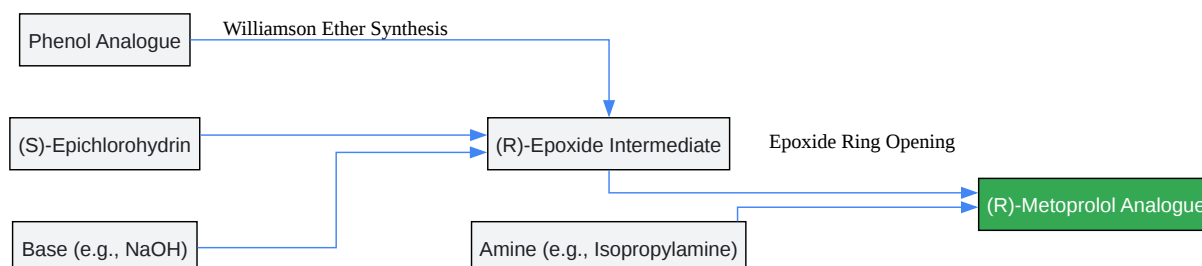 Phenol Analogue
Williamson Ether Synthesis
(S)-Epichlorohydrin
(R)-Epoxide Intermediate
Epoxide Ring Opening
(R)-Metoprolol Analogue
Base (e.g., NaOH)
Amine (e.g., Isopropylamine)